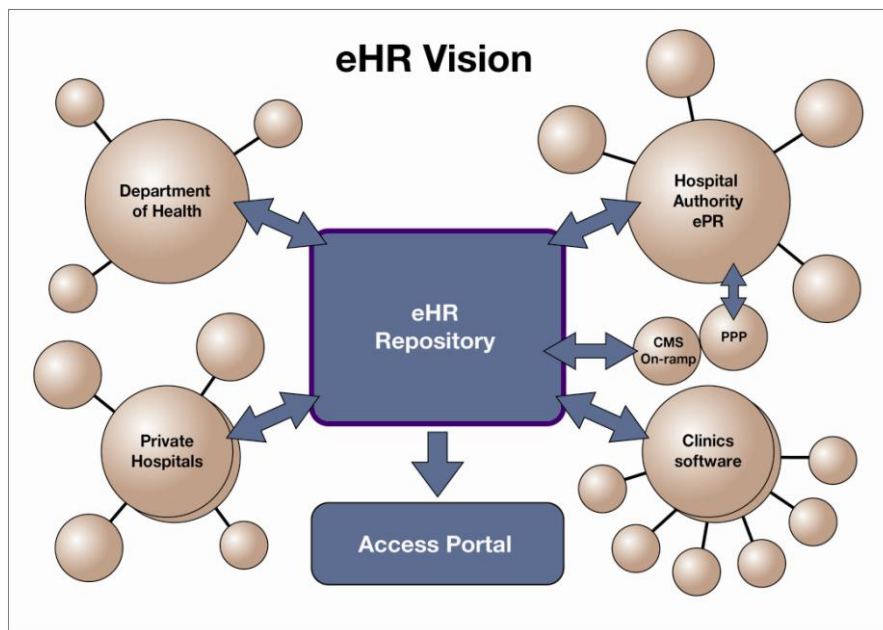 eHR Vision
Department
of Health
Hospital
Authority
ePR
eHR
Repository
CMS
On-ramp
PPP
Private
Hospitals
Clinics
software
Access Portal